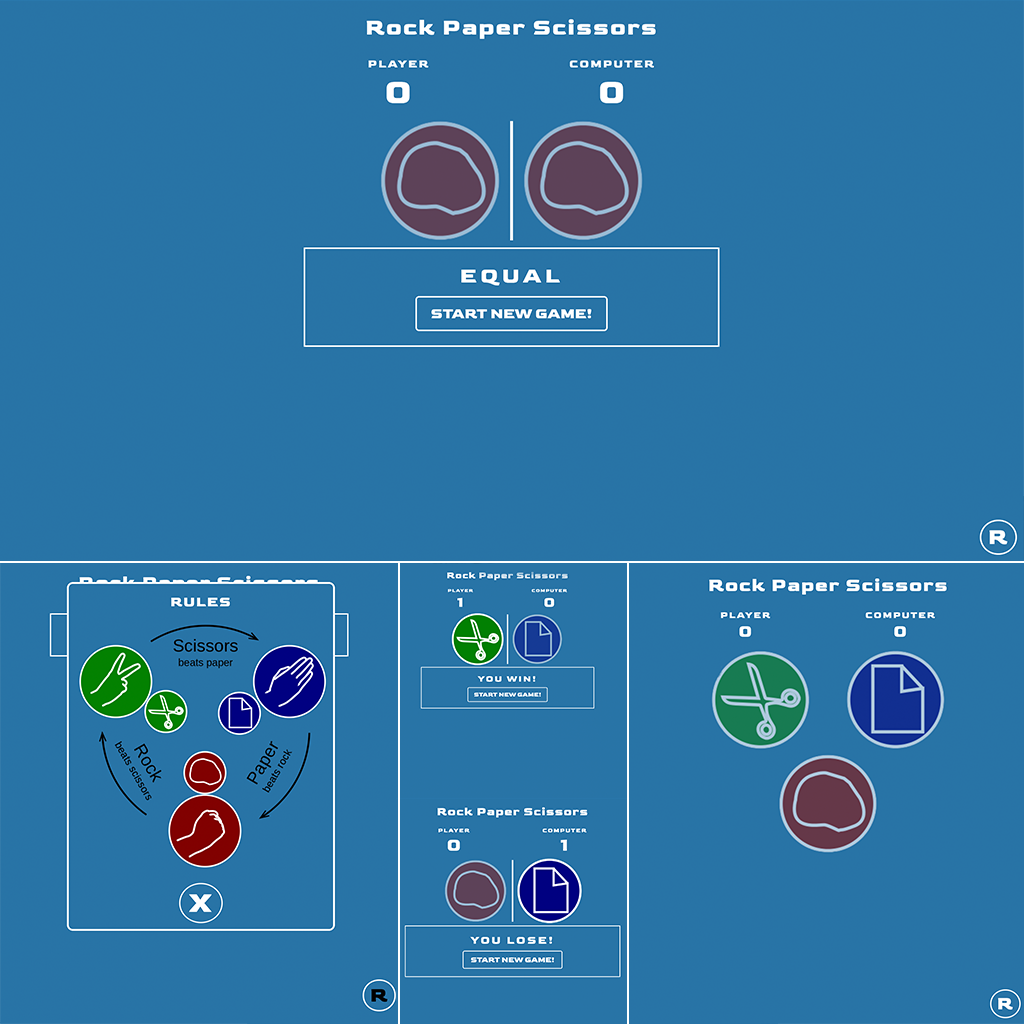 Rock Paper Scissors
PLAYER COMPUTER
0 0
EQUAL
START NEW GAME!
R
Rock Paper Scissors
RULES
Scissors
beats paper
Rock
beats scissors
Paper
beats rock
X
R
Rock Paper Scissors
PLAYER COMPUTER
1 0
YOU WIN!
START NEW GAME!
Rock Paper Scissors
PLAYER COMPUTER
0 1
YOU LOSE!
START NEW GAME!
Rock Paper Scissors
PLAYER COMPUTER
0 0
R